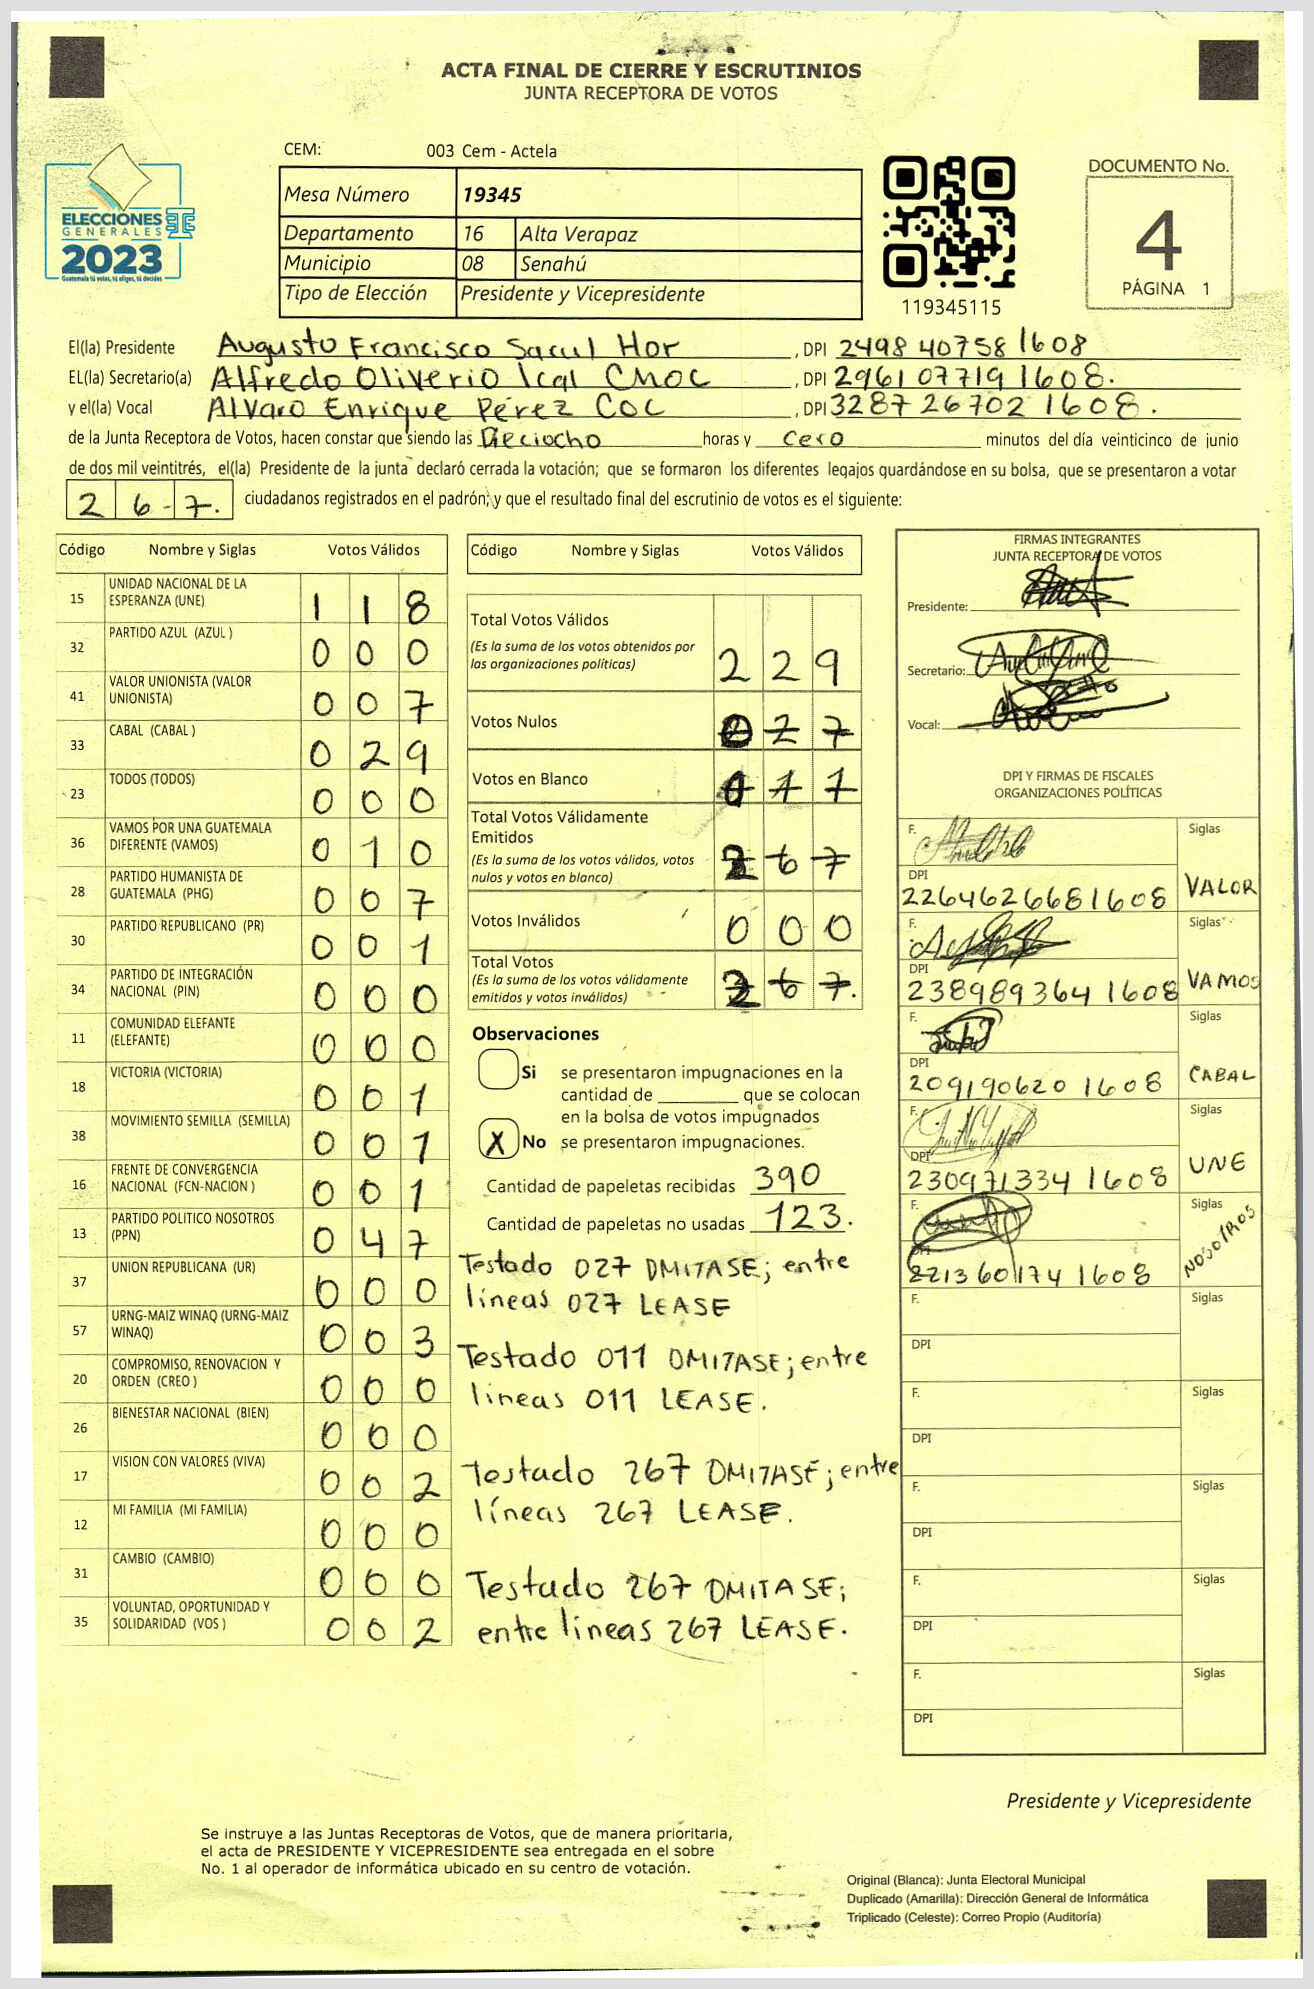 ACTA FINAL DE CIERRE Y ESCRUTINIOS
JUNTA RECEPTORA DE VOTOS
CEM: 003 Cem - Actela
Mesa Número 19345
Departamento 16 Alta Verapaz
Municipio 08 Senahú
Tipo de Elección Presidente y Vicepresidente
ELECCIONES
GENERALES
2023
Guatemala tú votas, tú eliges, tú decides
119345115
DOCUMENTO No.
4
PÁGINA 1
El(la) Presidente Augusto Francisco Sacul Hor , DPI 2498 40758 1608
EL(la) Secretario(a) Alfredo Oliverio Ical Choc , DPI 2961 07719 1608.
y el(la) Vocal Alvaro Enrique Pérez Coc , DPI 3287 26702 1608.
de la Junta Receptora de Votos, hacen constar que siendo las Dieciocho horas y cero minutos del día veinticinco de junio
de dos mil veintitrés, el(la) Presidente de la junta declaró cerrada la votación; que se formaron los diferentes legajos quardándose en su bolsa, que se presentaron a votar
2 6 7. ciudadanos registrados en el padrón; y que el resultado final del escrutinio de votos es el siguiente:
Código Nombre y Siglas Votos Válidos
15 UNIDAD NACIONAL DE LA ESPERANZA (UNE) 1 1 8
32 PARTIDO AZUL (AZUL ) 0 0 0
41 VALOR UNIONISTA (VALOR UNIONISTA) 0 0 7
33 CABAL (CABAL ) 0 2 9
23 TODOS (TODOS) 0 0 0
36 VAMOS POR UNA GUATEMALA DIFERENTE (VAMOS) 0 1 0
28 PARTIDO HUMANISTA DE GUATEMALA (PHG) 0 0 7
30 PARTIDO REPUBLICANO (PR) 0 0 1
34 PARTIDO DE INTEGRACIÓN NACIONAL (PIN) 0 0 0
11 COMUNIDAD ELEFANTE (ELEFANTE) 0 0 0
18 VICTORIA (VICTORIA) 0 0 1
38 MOVIMIENTO SEMILLA (SEMILLA) 0 0 1
16 FRENTE DE CONVERGENCIA NACIONAL (FCN-NACION ) 0 0 1
13 PARTIDO POLITICO NOSOTROS (PPN) 0 4 7
37 UNION REPUBLICANA (UR) 0 0 0
57 URNG-MAIZ WINAQ (URNG-MAIZ WINAQ) 0 0 3
20 COMPROMISO, RENOVACION Y ORDEN (CREO ) 0 0 0
26 BIENESTAR NACIONAL (BIEN) 0 0 0
17 VISION CON VALORES (VIVA) 0 0 2
12 MI FAMILIA (MI FAMILIA) 0 0 0
31 CAMBIO (CAMBIO) 0 0 0
35 VOLUNTAD, OPORTUNIDAD Y SOLIDARIDAD (VOS ) 0 0 2
Código Nombre y Siglas Votos Válidos
Total Votos Válidos
(Es la suma de los votos obtenidos por
las organizaciones políticas) 2 2 9
Votos Nulos 0 2 7
Votos en Blanco 0 1 1
Total Votos Válidamente
Emitidos
(Es la suma de los votos válidos, votos
nulos y votos en blanco) 2 6 7
Votos Inválidos 0 0 0
Total Votos
(Es la suma de los votos válidamente
emitidos y votos inválidos) 2 6 7.
Observaciones
Si se presentaron impugnaciones en la
cantidad de ________ que se colocan
en la bolsa de votos impugnados
X No se presentaron impugnaciones.
Cantidad de papeletas recibidas 390
Cantidad de papeletas no usadas 123.
Testado 027 OMITASE; entre
líneas 027 LEASE
Testado 011 OMITASE; entre
lineas 011 LEASE.
Testado 267 OMITASE; entre
líneas 267 LEASE.
Testado 267 OMITASE;
entre líneas 267 LEASE.
FIRMAS INTEGRANTES
JUNTA RECEPTORA DE VOTOS
Presidente:
Secretario:
Vocal:
DPI Y FIRMAS DE FISCALES
ORGANIZACIONES POLÍTICAS
F. Siglas
DPI
2264626681608 VALOR
F. Siglas
DPI
238989364 1608 VAMOS
F. Siglas
DPI
209190620 1608 CABAL
F. Siglas
DPI
230971334 1608 UNE
F. Siglas
DPI
221360174 1608 NOSOTROS
F. Siglas
DPI
F. Siglas
DPI
F. Siglas
DPI
F. Siglas
DPI
F. Siglas
DPI
Presidente y Vicepresidente
Se instruye a las Juntas Receptoras de Votos, que de manera prioritaria,
el acta de PRESIDENTE Y VICEPRESIDENTE sea entregada en el sobre
No. 1 al operador de informática ubicado en su centro de votación.
Original (Blanca): Junta Electoral Municipal
Duplicado (Amarilla): Dirección General de Informática
Triplicado (Celeste): Correo Propio (Auditoría)